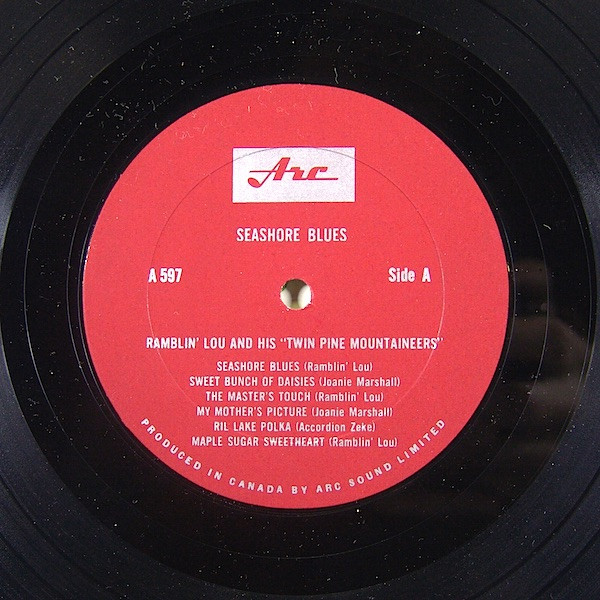 Arc
SEASHORE BLUES
A 597 Side A
RAMBLIN' LOU AND HIS "TWIN PINE MOUNTAINEERS"
SEASHORE BLUES (Ramblin' Lou)
SWEET BUNCH OF DAISIES (Joanie Marshall)
THE MASTER'S TOUCH (Ramblin' Lou)
MY MOTHER'S PICTURE (Joanie Marshall)
RIL LAKE POLKA (Accordion Zeke)
MAPLE SUGAR SWEETHEART (Ramblin' Lou)
PRODUCED IN CANADA BY ARC SOUND LIMITED